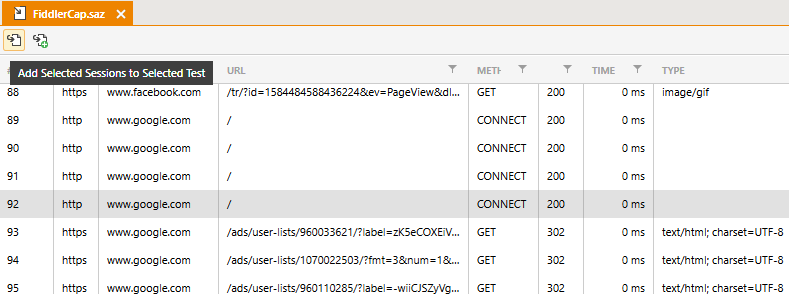 FiddlerCap.saz
Add Selected Sessions to Selected Test
# URL METH TIME TYPE
88 https www.facebook.com /tr/?id=1584484588436224&ev=PageView&dl... GET 200 0 ms image/gif
89 http www.google.com / CONNECT 200 0 ms
90 http www.google.com / CONNECT 200 0 ms
91 http www.google.com / CONNECT 200 0 ms
92 http www.google.com / CONNECT 200 0 ms
93 https www.google.com /ads/user-lists/960033621/?label=zK5eCOXEIV... GET 302 0 ms text/html; charset=UTF-8
94 https www.google.com /ads/user-lists/1070022503/?fmt=3&num=1&... GET 302 0 ms text/html; charset=UTF-8
95 https www.google.com /ads/user-lists/960110285/?label=-wiiCJSZyVg... GET 302 0 ms text/html; charset=UTF-8